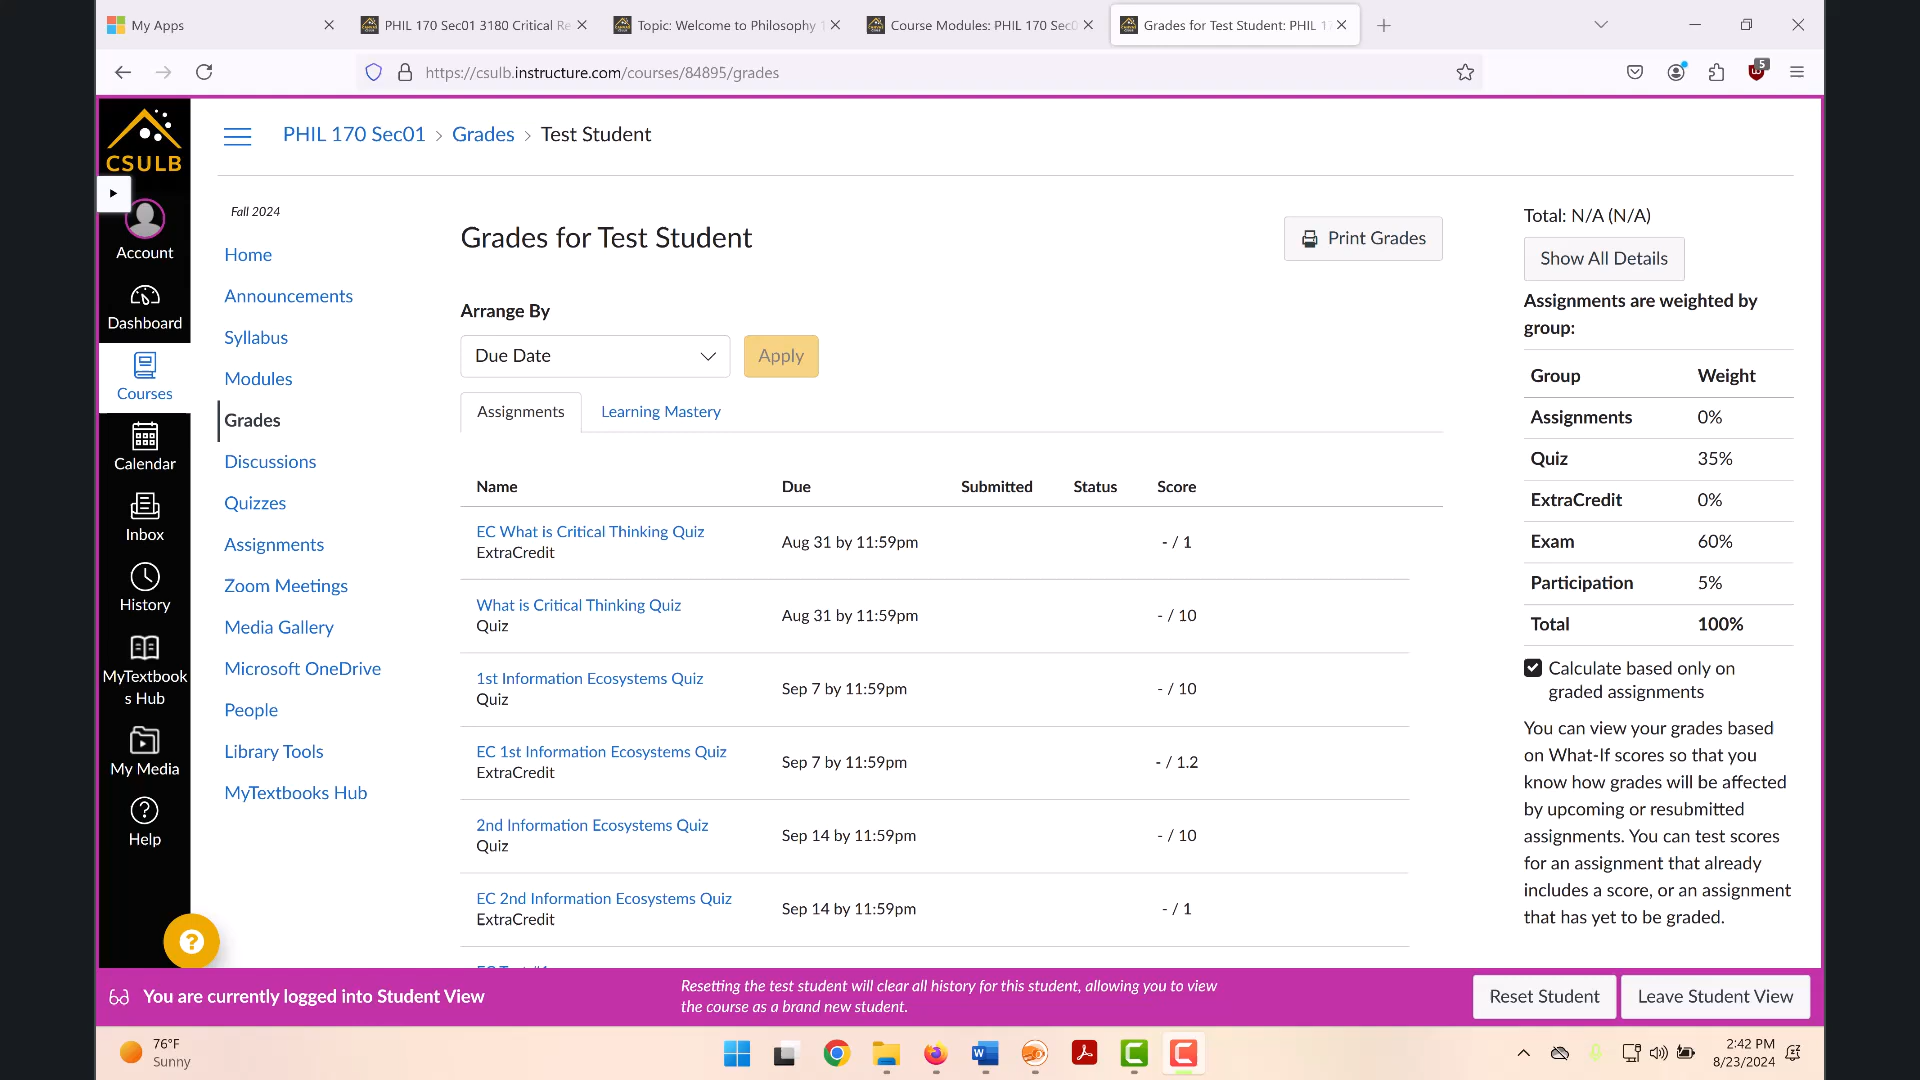 My Apps
PHIL 170 Sec01 3180 Critical Re
Topic: Welcome to Philosophy 1
Course Modules: PHIL 170 Sec0
Grades for Test Student: PHIL 17
https://csulb.instructure.com/courses/84895/grades
5
CSULB
PHIL 170 Sec01 > Grades > Test Student
Account
Dashboard
Courses
Calendar
Inbox
History
MyTextbook
s Hub
My Media
Help
Fall 2024
Home
Announcements
Syllabus
Modules
Grades
Discussions
Quizzes
Assignments
Zoom Meetings
Media Gallery
Microsoft OneDrive
People
Library Tools
MyTextbooks Hub
Grades for Test Student
Print Grades
Arrange By
Due Date
Apply
Assignments Learning Mastery
Name Due Submitted Status Score
EC What is Critical Thinking Quiz
ExtraCredit
Aug 31 by 11:59pm - / 1
What is Critical Thinking Quiz
Quiz
Aug 31 by 11:59pm - / 10
1st Information Ecosystems Quiz
Quiz
Sep 7 by 11:59pm - / 10
EC 1st Information Ecosystems Quiz
ExtraCredit
Sep 7 by 11:59pm - / 1.2
2nd Information Ecosystems Quiz
Quiz
Sep 14 by 11:59pm - / 10
EC 2nd Information Ecosystems Quiz
ExtraCredit
Sep 14 by 11:59pm - / 1
Total: N/A (N/A)
Show All Details
Assignments are weighted by
group:
Group Weight
Assignments 0%
Quiz 35%
ExtraCredit 0%
Exam 60%
Participation 5%
Total 100%
Calculate based only on
graded assignments
You can view your grades based
on What-If scores so that you
know how grades will be affected
by upcoming or resubmitted
assignments. You can test scores
for an assignment that already
includes a score, or an assignment
that has yet to be graded.
You are currently logged into Student View
Resetting the test student will clear all history for this student, allowing you to view
the course as a brand new student.
Reset Student
Leave Student View
76°F
Sunny
2:42 PM
8/23/2024